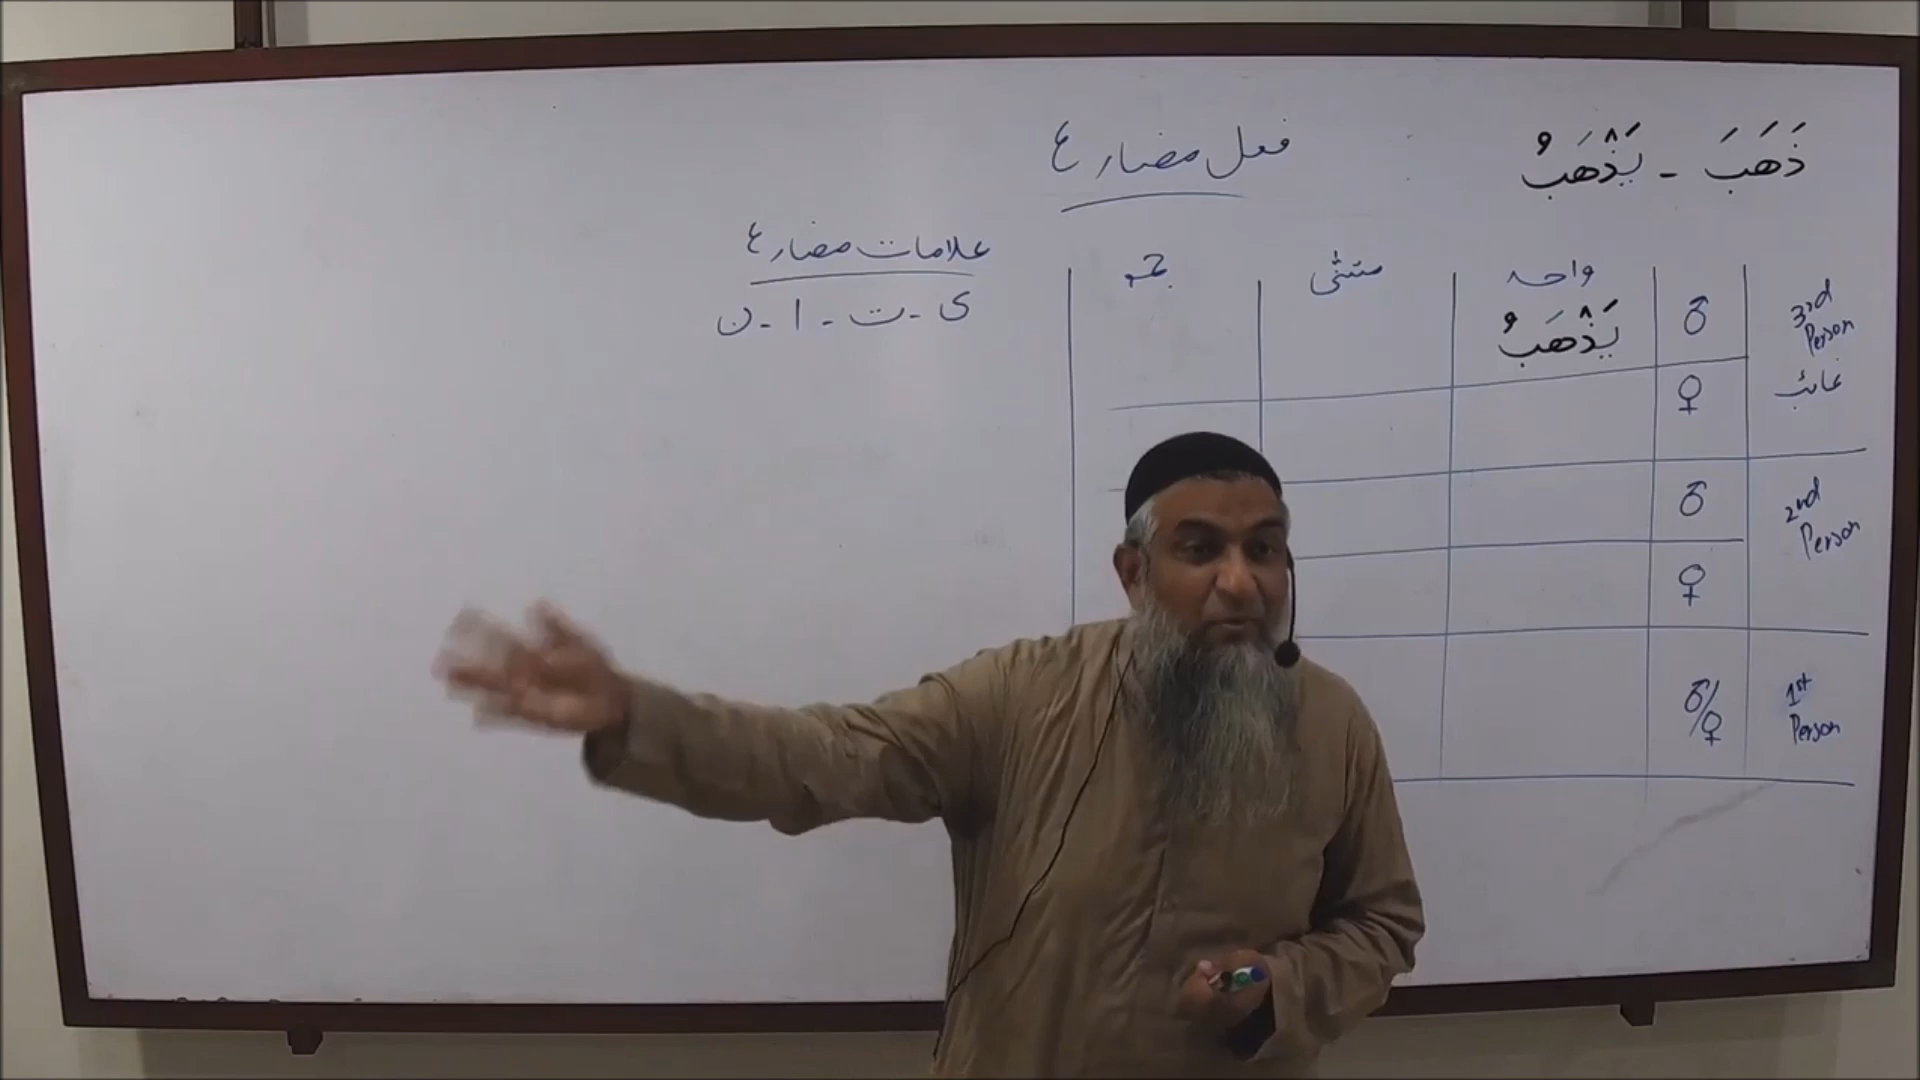 ذَهَبَ - يَذْهَبُ
فعل مضارع
علامات مضارع
ی - ت - ا - ن
واحد مثنّٰی جمع
3rd Person
غائب
♂ يَذْهَبُ
♀
2nd Person
♂
♀
1st Person
♂/♀